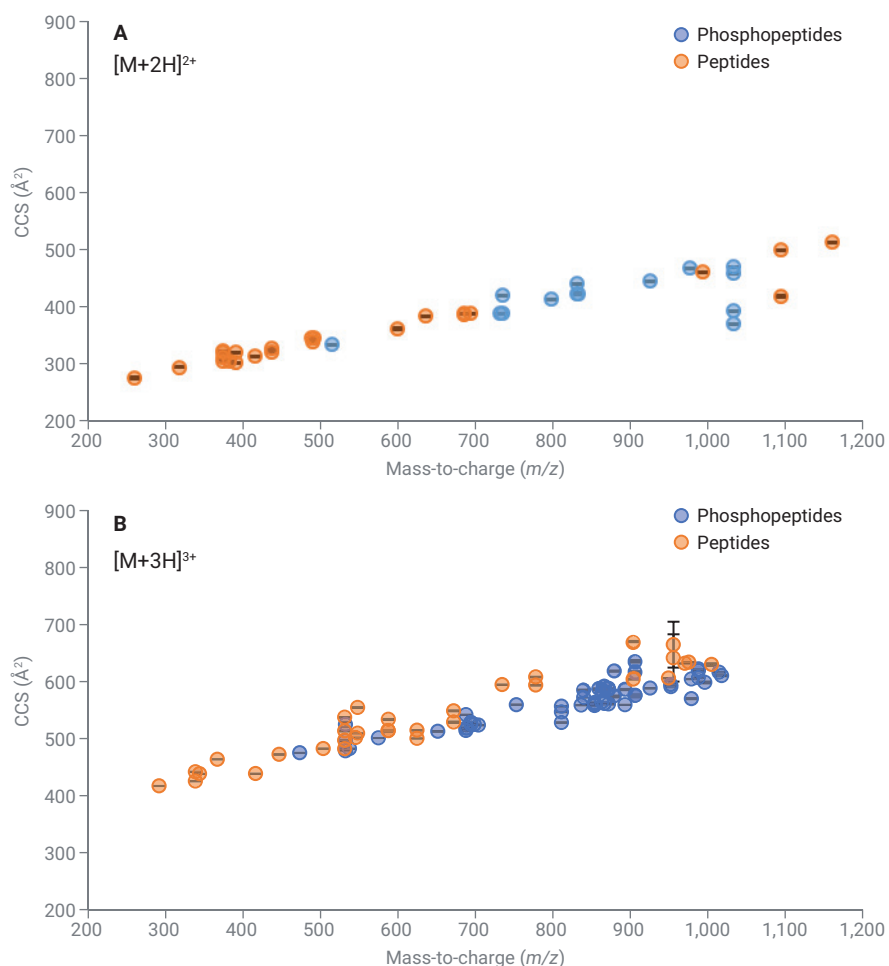 A
[M+2H]²⁺
Phosphopeptides
Peptides
900
800
700
600
500
400
300
200
CCS (Å²)
200 300 400 500 600 700 800 900 1,000 1,100 1,200
Mass-to-charge (m/z)
B
[M+3H]³⁺
Phosphopeptides
Peptides
900
800
700
600
500
400
300
200
CCS (Å²)
200 300 400 500 600 700 800 900 1,000 1,100 1,200
Mass-to-charge (m/z)